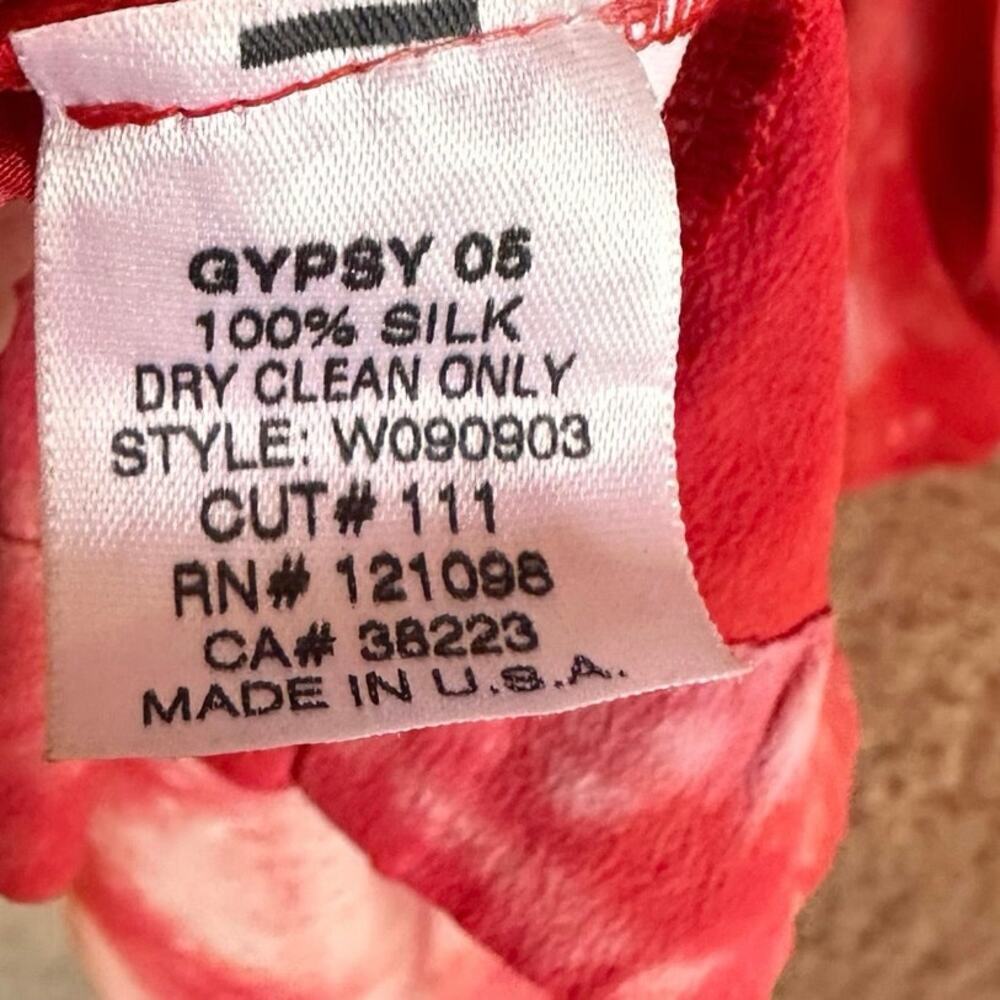 GYPSY 05
100% SILK
DRY CLEAN ONLY
STYLE: W090903
CUT# 111
RN# 121098
CA# 38223
MADE IN U.S.A.